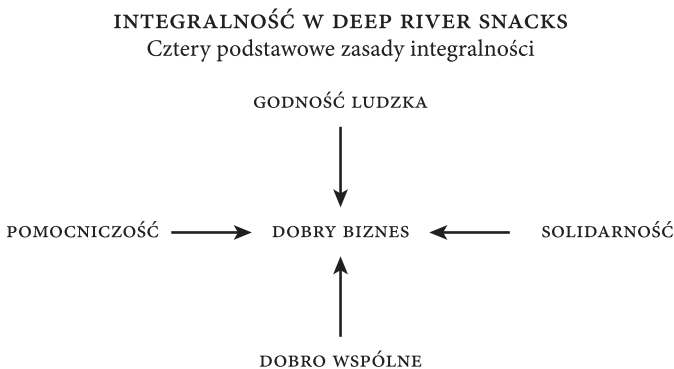 INTEGRALNOŚĆ W DEEP RIVER SNACKS
Cztery podstawowe zasady integralności
GODNOŚĆ LUDZKA
POMOCNICZOŚĆ DOBRY BIZNES SOLIDARNOŚĆ
DOBRO WSPÓLNE